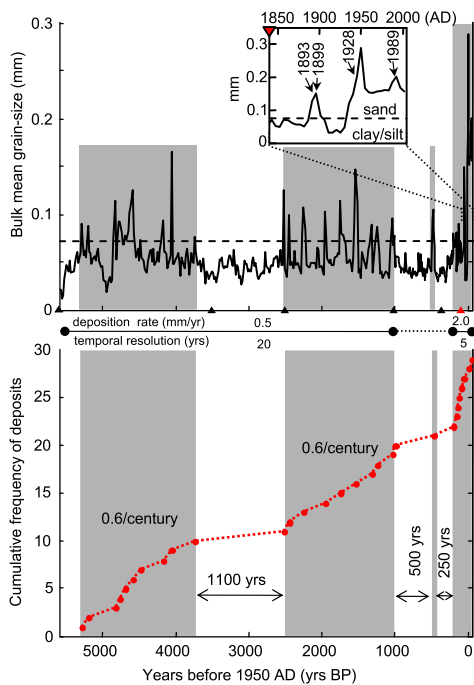 1850 1900 1950 2000 (AD)
0.3
0.2
mm
0.1
0
1893
1899
1928
1989
sand
clay/silt
Bulk mean grain-size (mm)
0.3
0.2
0.1
0
deposition rate (mm/yr) 0.5 2.0
temporal resolution (yrs) 20 5
Cumulative frequency of deposits
30
25
20
15
10
5
0
0.6/century
0.6/century
1100 yrs
500 yrs
250 yrs
5000 4000 3000 2000 1000 0
Years before 1950 AD (yrs BP)